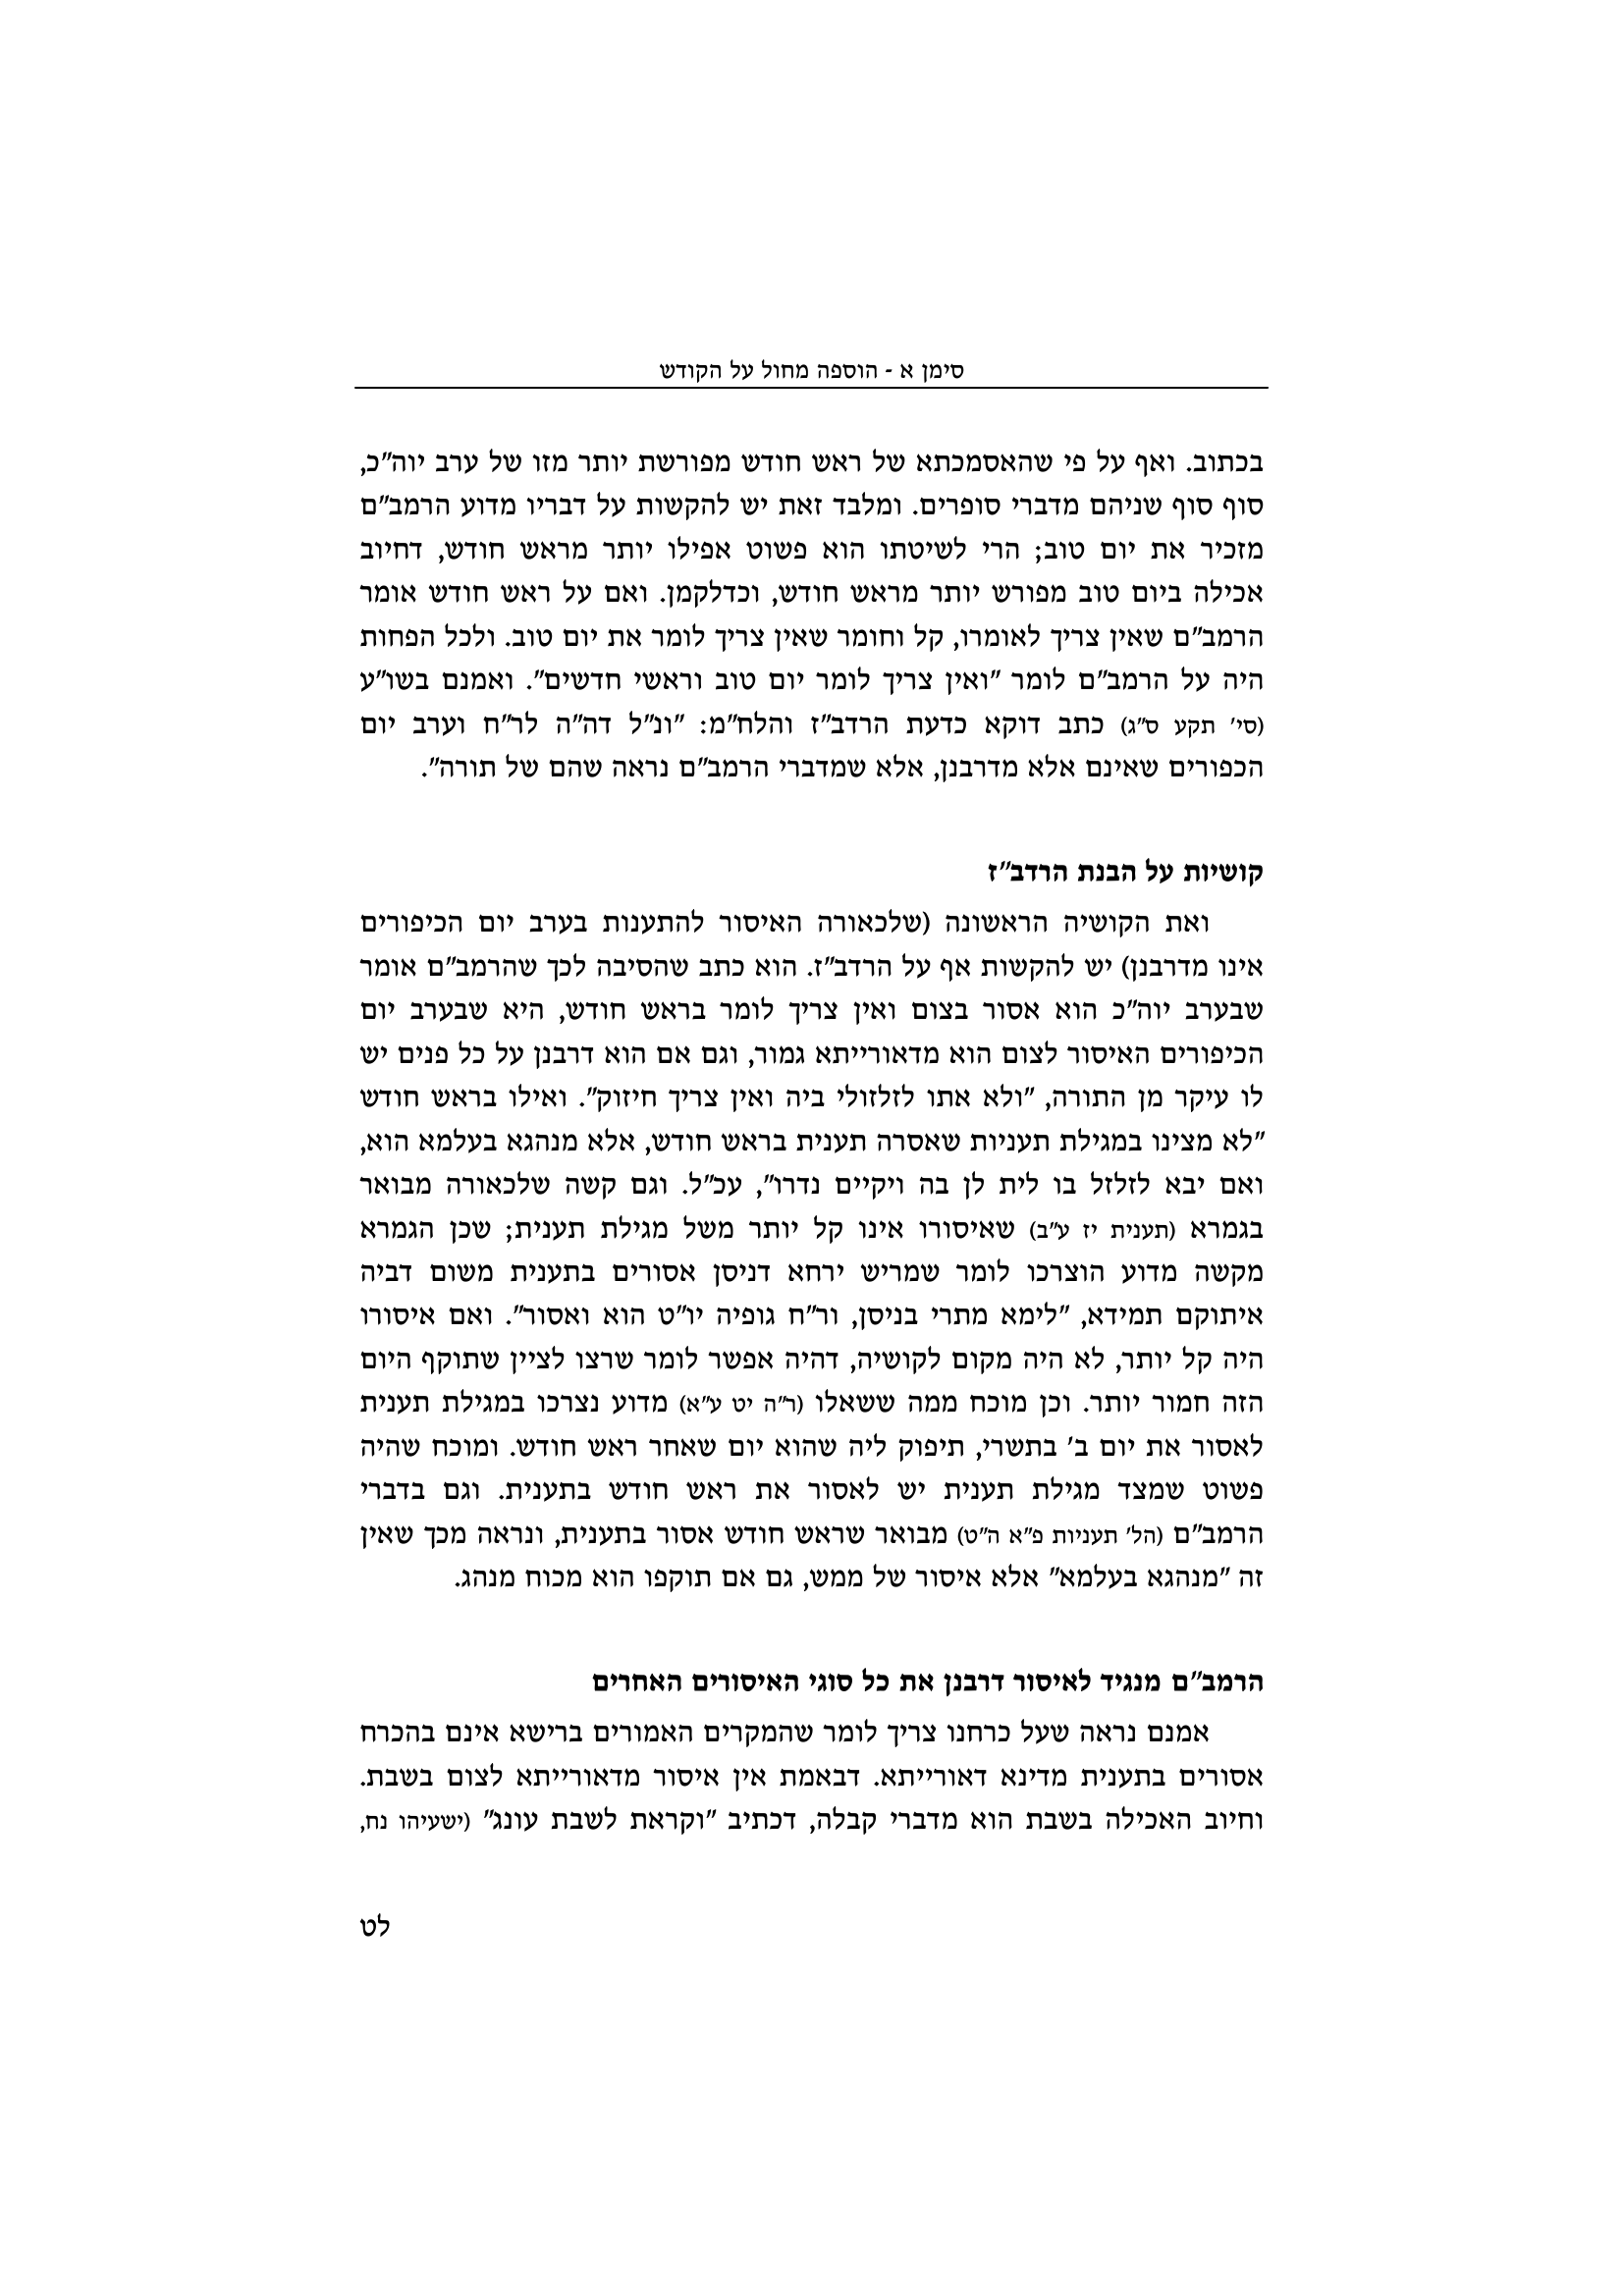 סימן א - הוספה מחול על הקודש
בכתוב. ואף על פי שהאסמכתא של ראש חודש מפורשת יותר מזו של ערב יוה"כ,
סוף סוף שניהם מדברי סופרים. ומלבד זאת יש להקשות על דבריו מדוע הרמב"ם
מזכיר את יום טוב; הרי לשיטתו הוא פשוט אפילו יותר מראש חודש, דחיוב
אכילה ביום טוב מפורש יותר מראש חודש, וכדלקמן. ואם על ראש חודש אומר
הרמב"ם שאין צריך לאומרו, קל וחומר שאין צריך לומר את יום טוב. ולכל הפחות
היה על הרמב"ם לומר "ואין צריך לומר יום טוב וראשי חדשים". ואמנם בשו"ע
(סי' תקע ס"ג) כתב דוקא כדעת הרדב"ז והלח"מ: "ונ"ל דה"ה לר"ח וערב יום
הכפורים שאינם אלא מדרבנן, אלא שמדברי הרמב"ם נראה שהם של תורה".
קושיות על הבנת הרדב"ז
ואת הקושיה הראשונה (שלכאורה האיסור להתענות בערב יום הכיפורים
אינו מדרבנן) יש להקשות אף על הרדב"ז. הוא כתב שהסיבה לכך שהרמב"ם אומר
שבערב יוה"כ הוא אסור בצום ואין צריך לומר בראש חודש, היא שבערב יום
הכיפורים האיסור לצום הוא מדאורייתא גמור, וגם אם הוא דרבנן על כל פנים יש
לו עיקר מן התורה, "ולא אתו לזלזולי ביה ואין צריך חיזוק". ואילו בראש חודש
"לא מצינו במגילת תעניות שאסרה תענית בראש חודש, אלא מנהגא בעלמא הוא,
ואם יבא לזלזל בו לית לן בה ויקיים נדרו", עכ"ל. וגם קשה שלכאורה מבואר
בגמרא (תענית יז ע"ב) שאיסורו אינו קל יותר משל מגילת תענית; שכן הגמרא
מקשה מדוע הוצרכו לומר שמריש ירחא דניסן אסורים בתענית משום דביה
איתוקם תמידא, "לימא מתרי בניסן, ור"ח גופיה יו"ט הוא ואסור". ואם איסורו
היה קל יותר, לא היה מקום לקושיה, דהיה אפשר לומר שרצו לציין שתוקף היום
הזה חמור יותר. וכן מוכח ממה ששאלו (ר"ה יט ע"א) מדוע נצרכו במגילת תענית
לאסור את יום ב' בתשרי, תיפוק ליה שהוא יום שאחר ראש חודש. ומוכח שהיה
פשוט שמצד מגילת תענית יש לאסור את ראש חודש בתענית. וגם בדברי
הרמב"ם (הל' תעניות פ"א ה"ט) מבואר שראש חודש אסור בתענית, ונראה מכך שאין
זה "מנהגא בעלמא" אלא איסור של ממש, גם אם תוקפו הוא מכוח מנהג.
הרמב"ם מנגיד לאיסור דרבנן את כל סוגי האיסורים האחרים
אמנם נראה שעל כרחנו צריך לומר שהמקרים האמורים ברישא אינם בהכרח
אסורים בתענית מדינא דאורייתא. דבאמת אין איסור מדאורייתא לצום בשבת.
וחיוב האכילה בשבת הוא מדברי קבלה, דכתיב "וקראת לשבת עונג" (ישעיהו נח,
לט